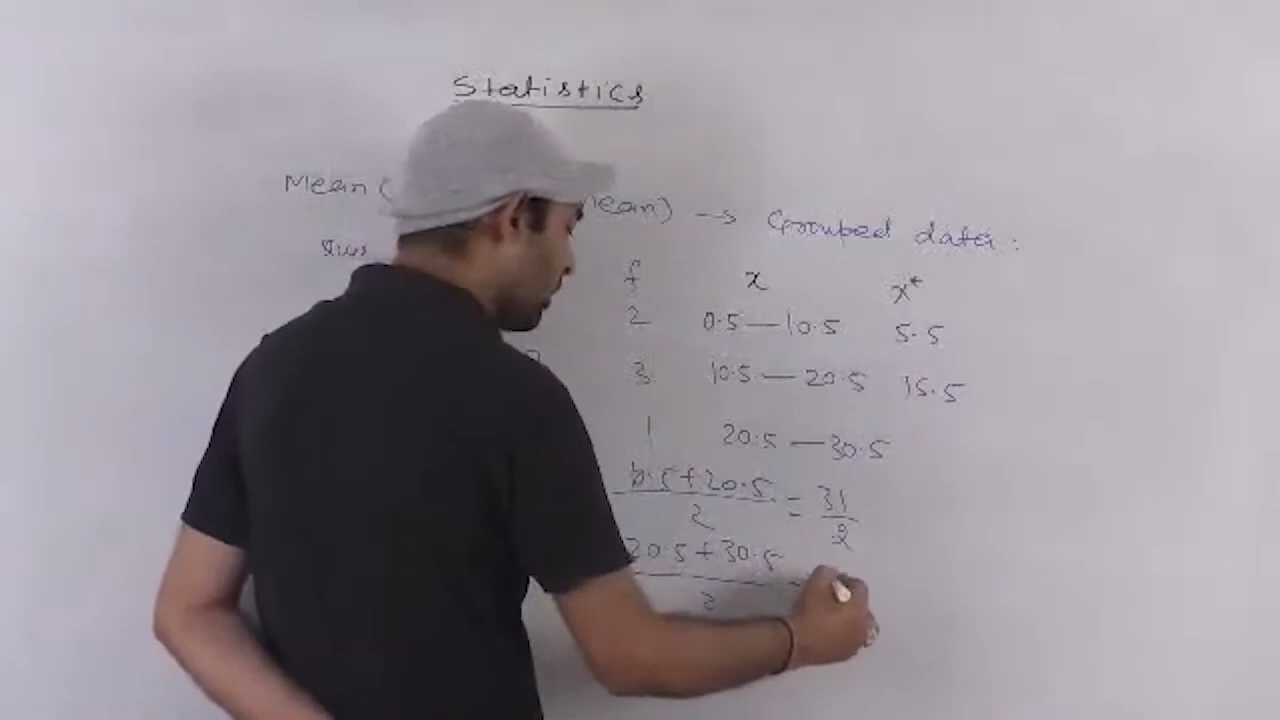 Statistics
Mean ( mean) → Grouped data :
f x x*
2 0.5 — 10.5 5.5
3 10.5 — 20.5 15.5
1 20.5 — 30.5
10.5 + 20.5 / 2 = 31 / 2
20.5 + 30.5 / 2